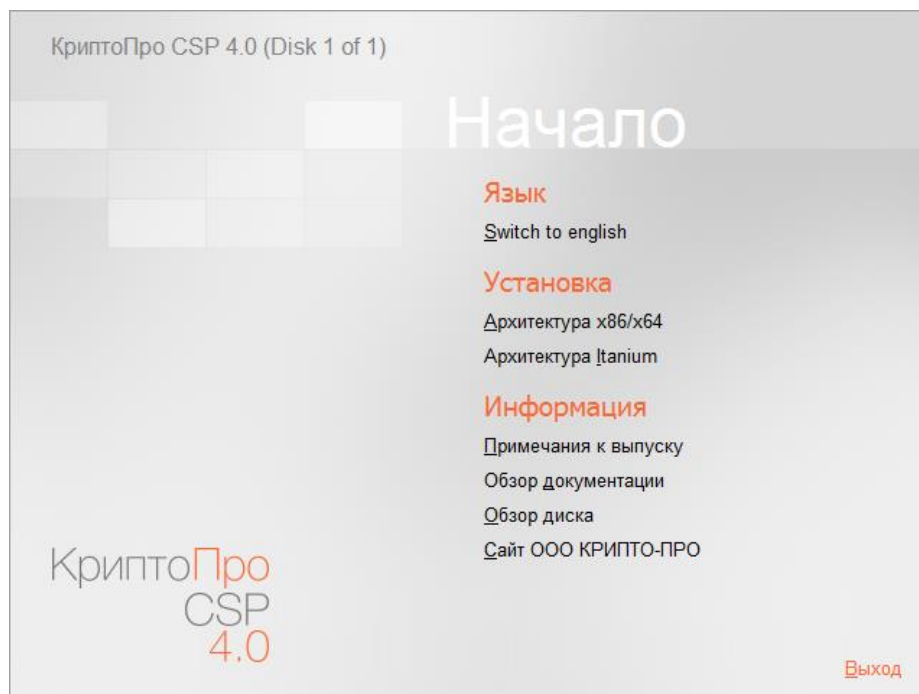 КриптоПро CSP 4.0 (Disk 1 of 1)
Начало
Язык
Switch to english
Установка
Архитектура x86/x64
Архитектура Itanium
Информация
Примечания к выпуску
Обзор документации
Обзор диска
Сайт ООО КРИПТО-ПРО
КриптоПро
CSP
4.0
Выход